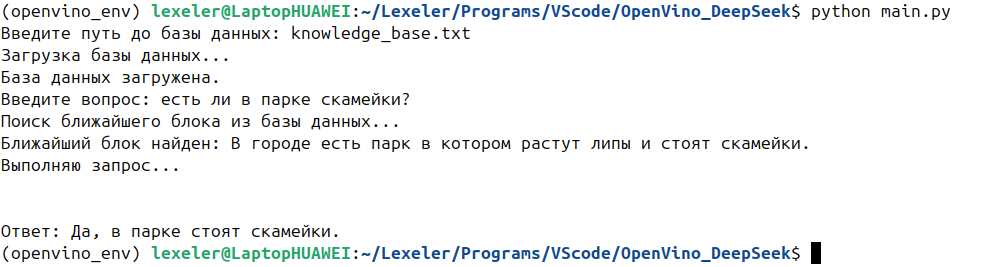 (openvino_env) lexeler@LaptopHUAWEI:~/Lexeler/Programs/VScode/OpenVino_DeepSeek$ python main.py
Введите путь до базы данных: knowledge_base.txt
Загрузка базы данных...
База данных загружена.
Введите вопрос: есть ли в парке скамейки?
Поиск ближайшего блока из базы данных...
Ближайший блок найден: В городе есть парк в котором растут липы и стоят скамейки.
Выполняю запрос...
Ответ: Да, в парке стоят скамейки.
(openvino_env) lexeler@LaptopHUAWEI:~/Lexeler/Programs/VScode/OpenVino_DeepSeek$